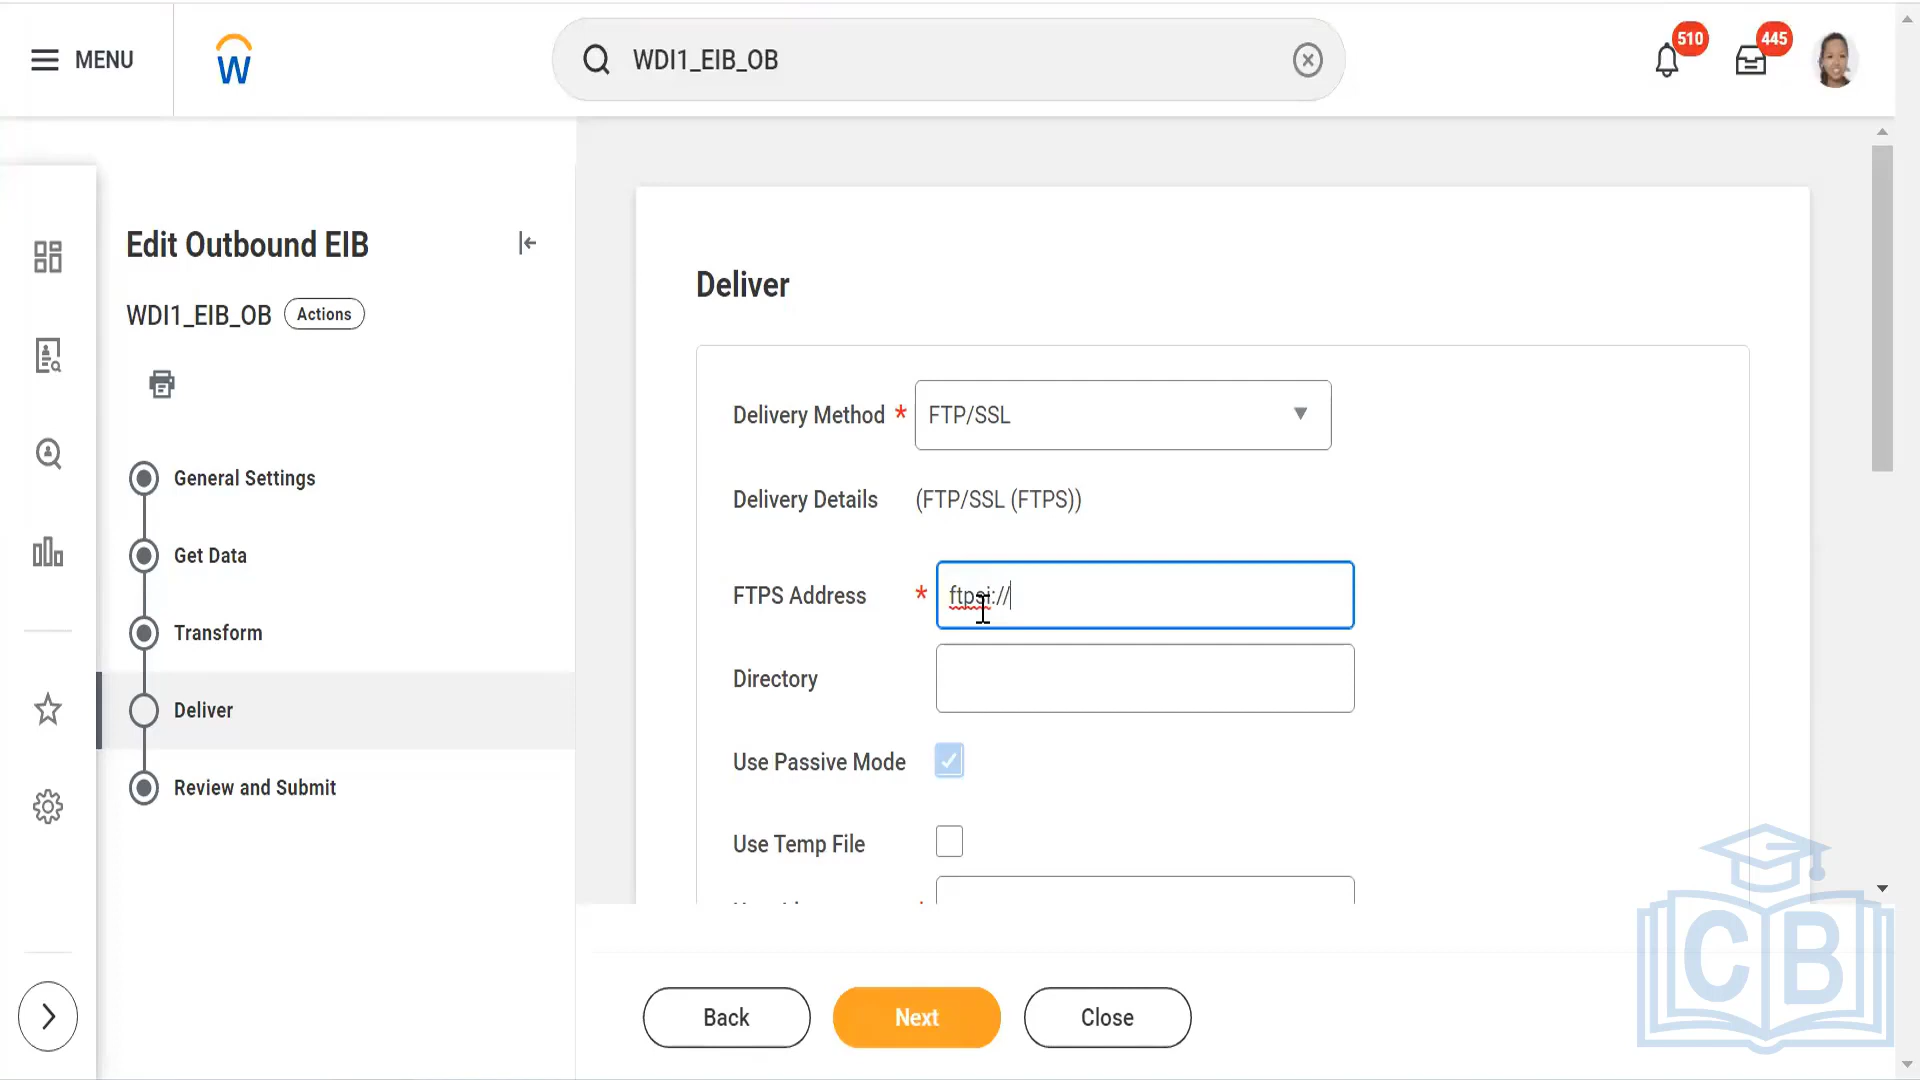 MENU
W
WDI1_EIB_OB
510
445
Edit Outbound EIB
WDI1_EIB_OB
Actions
General Settings
Get Data
Transform
Deliver
Review and Submit
Deliver
Delivery Method *
FTP/SSL
Delivery Details
(FTP/SSL (FTPS))
FTPS Address *
ftpsi://
Directory
Use Passive Mode
Use Temp File
Back
Next
Close
CB